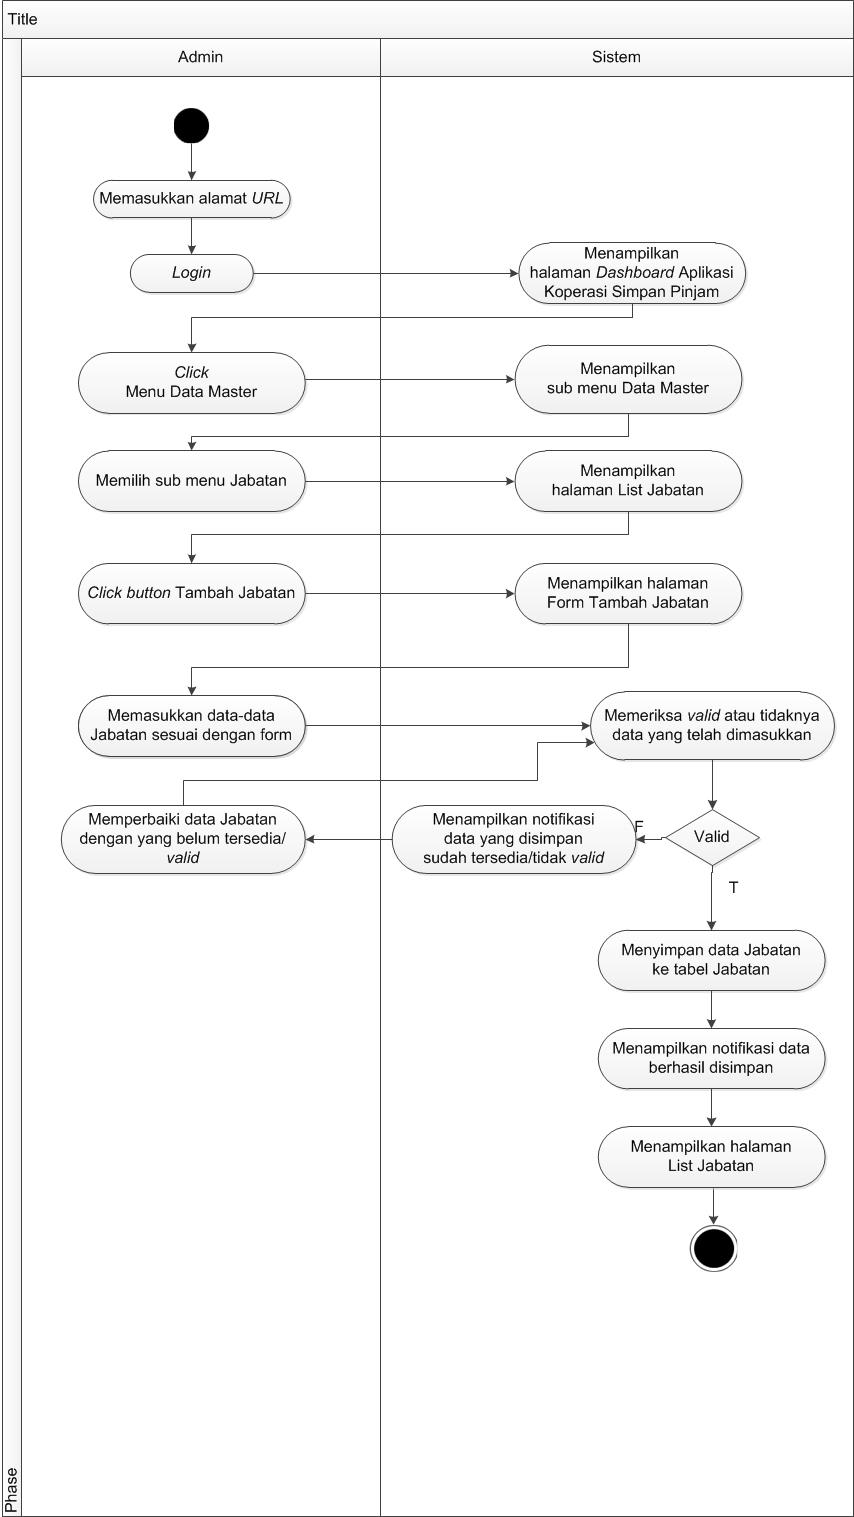 Title
Admin
Sistem
Memasukkan alamat URL
Login
Menampilkan
halaman Dashboard Aplikasi
Koperasi Simpan Pinjam
Click
Menu Data Master
Menampilkan
sub menu Data Master
Memilih sub menu Jabatan
Menampilkan
halaman List Jabatan
Click button Tambah Jabatan
Menampilkan halaman
Form Tambah Jabatan
Memasukkan data-data
Jabatan sesuai dengan form
Memeriksa valid atau tidaknya
data yang telah dimasukkan
Memperbaiki data Jabatan
dengan yang belum tersedia/
valid
Menampilkan notifikasi
data yang disimpan
sudah tersedia/tidak valid
F
Valid
T
Menyimpan data Jabatan
ke tabel Jabatan
Menampilkan notifikasi data
berhasil disimpan
Menampilkan halaman
List Jabatan
Phase